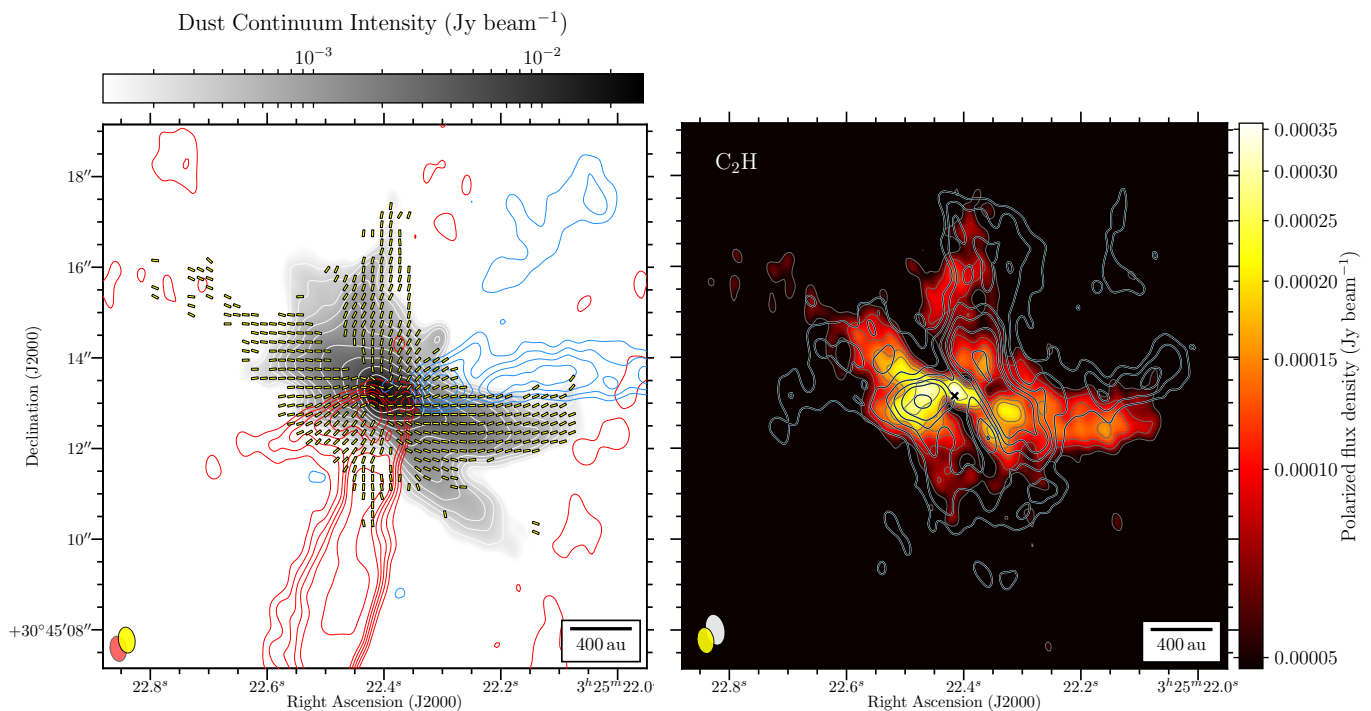 Dust Continuum Intensity (Jy beam⁻¹)
10⁻³ 10⁻²
18″
16″
14″
12″
10″
+30°45′08″
Declination (J2000)
400 au
22.8ˢ 22.6ˢ 22.4ˢ 22.2ˢ 3ʰ25ᵐ22.0
Right Ascension (J2000)
C₂H
400 au
22.8ˢ 22.6ˢ 22.4ˢ 22.2ˢ 3ʰ25ᵐ22.0ˢ
Right Ascension (J2000)
0.00035
0.00030
0.00025
0.00020
0.00015
0.00010
0.00005
Polarized flux density (Jy beam⁻¹)